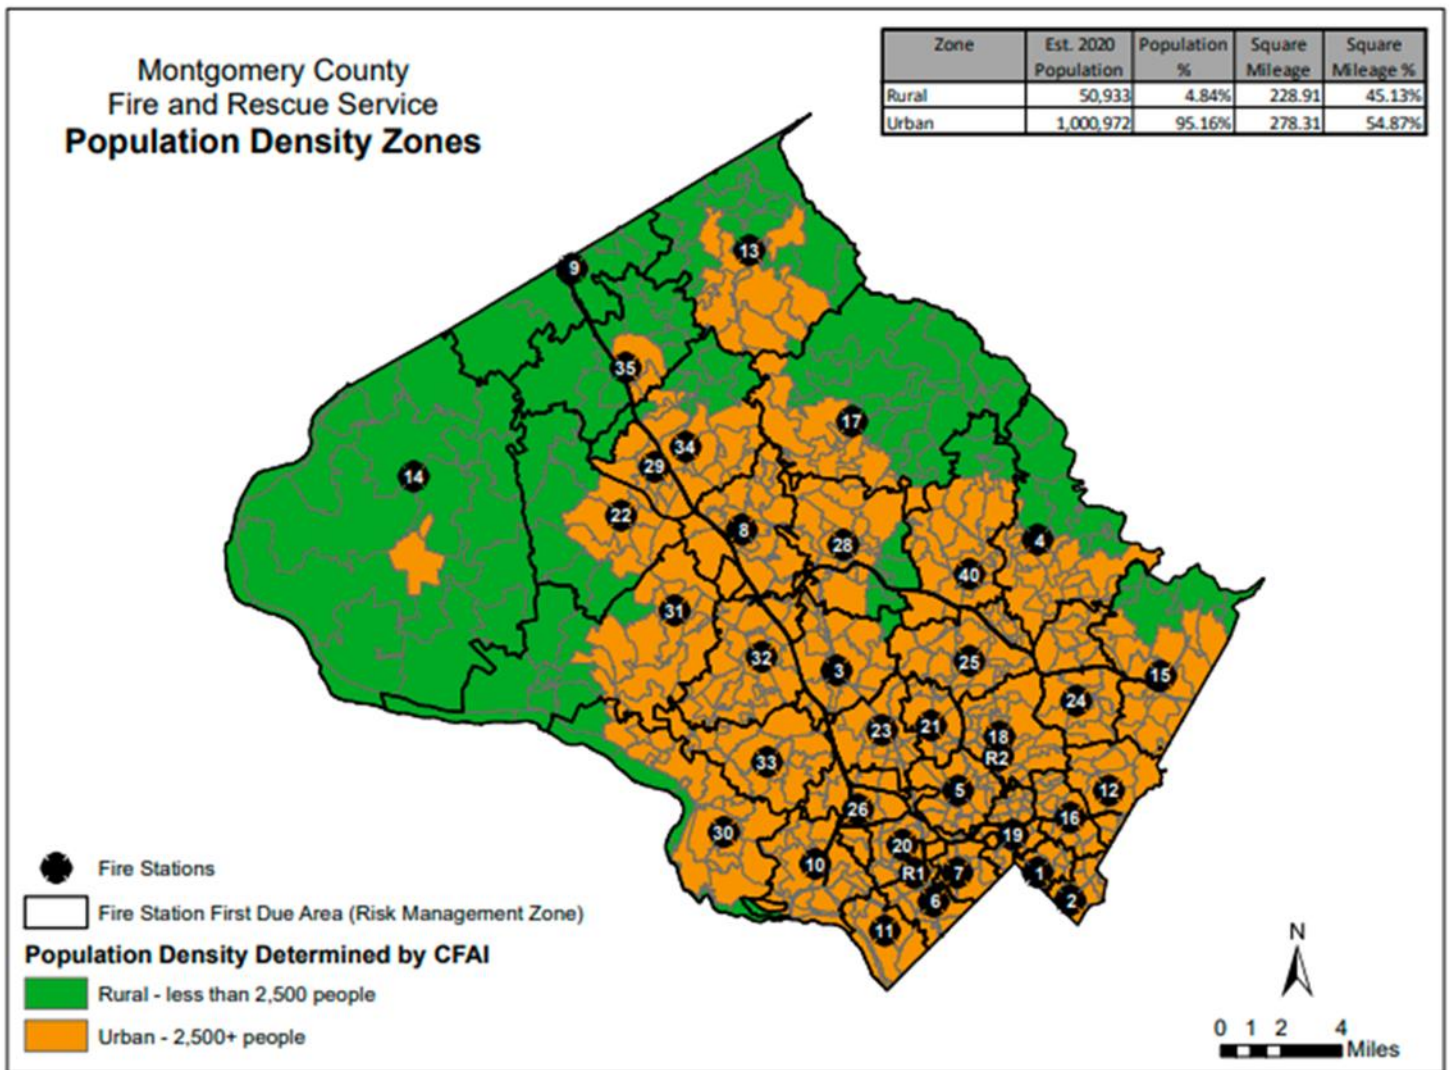 Montgomery County
Fire and Rescue Service
Population Density Zones
Zone Est. 2020 Population Population % Square Mileage Square Mileage %
Rural 50,933 4.84% 228.91 45.13%
Urban 1,000,972 95.16% 278.31 54.87%
13
9
35
17
34
29
14
22
8
28
4
40
31
32
3
25
15
24
23
21
18
R2
33
5
12
26
16
30
19
20
10
R1
7
1
6
2
11
Fire Stations
Fire Station First Due Area (Risk Management Zone)
Population Density Determined by CFAI
Rural - less than 2,500 people
Urban - 2,500+ people
N
0 1 2 4
Miles